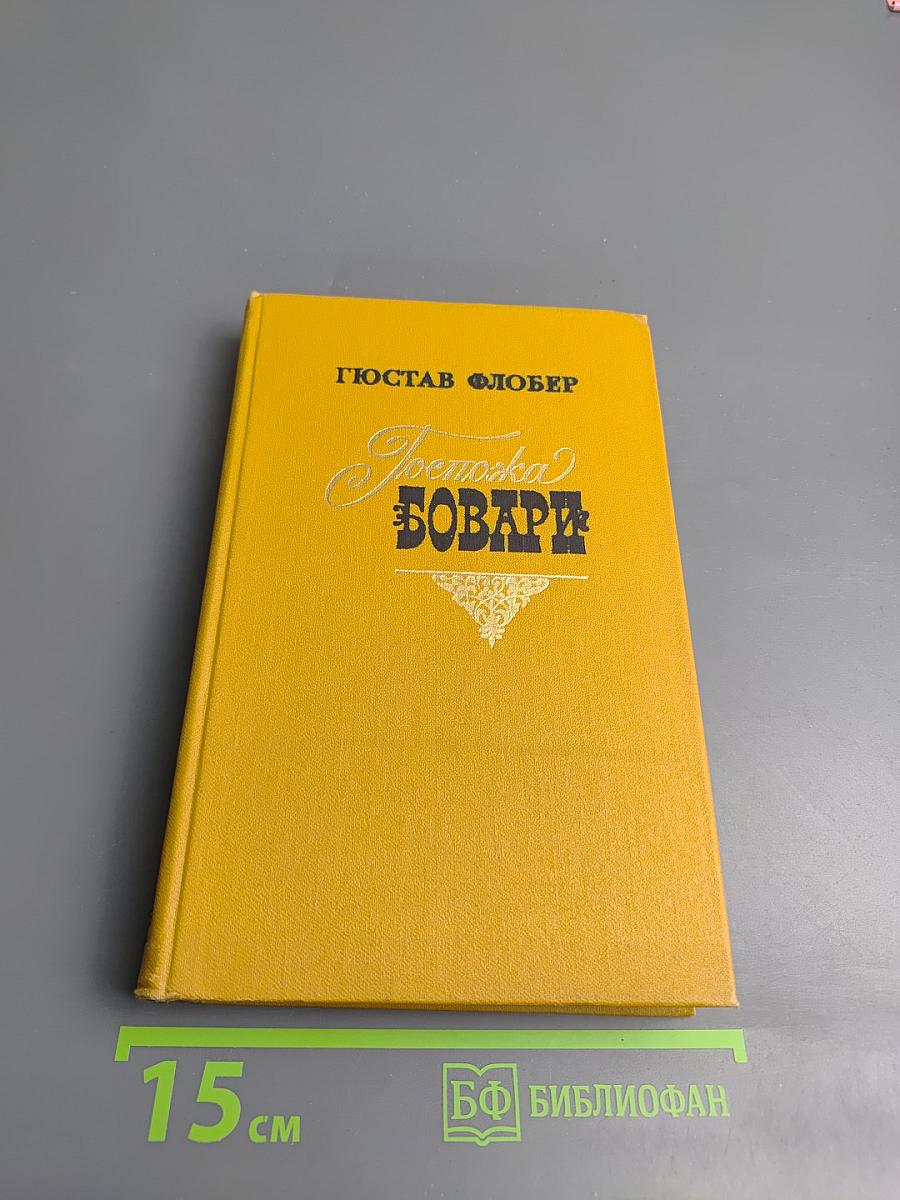 ГЮСТАВ ФЛОБЕР
Госпожа
БОВАРИ
15 см
БФ БИБЛИОФАН